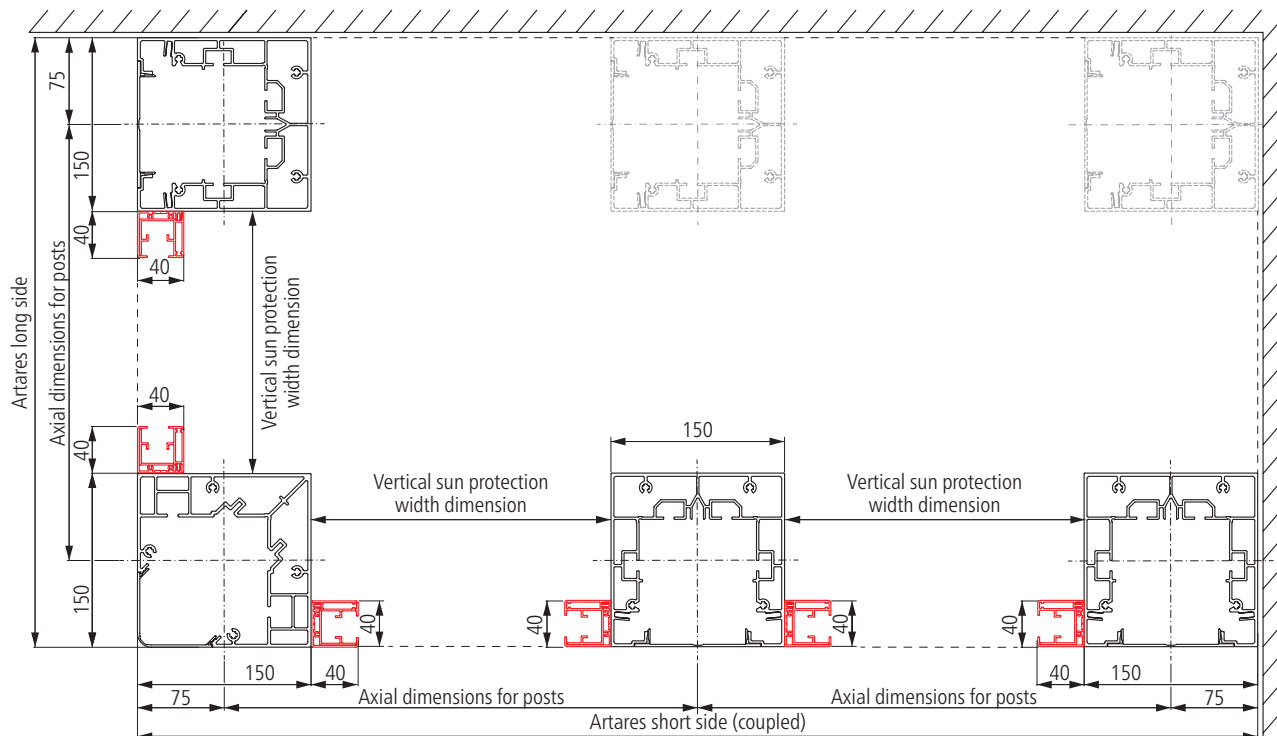 75
150
40
40
Artares long side
Axial dimensions for posts
Vertical sun protection
width dimension
40
40
150
150
Vertical sun protection
width dimension
Vertical sun protection
width dimension
40
40
40
40
150
40
40
150
75
Axial dimensions for posts
Axial dimensions for posts
75
Artares short side (coupled)